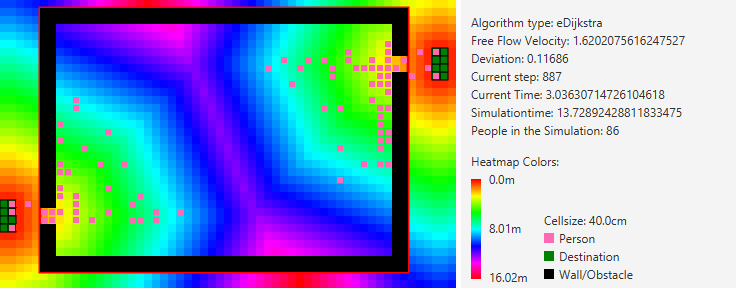 Algorithm type: eDijkstra
Free Flow Velocity: 1.6202075616247527
Deviation: 0.11686
Current step: 887
Current Time: 3.03630714726104618
Simulationtime: 13.72892428811833475
People in the Simulation: 86
Heatmap Colors:
0.0m
8.01m
16.02m
Cellsize: 40.0cm
Person
Destination
Wall/Obstacle